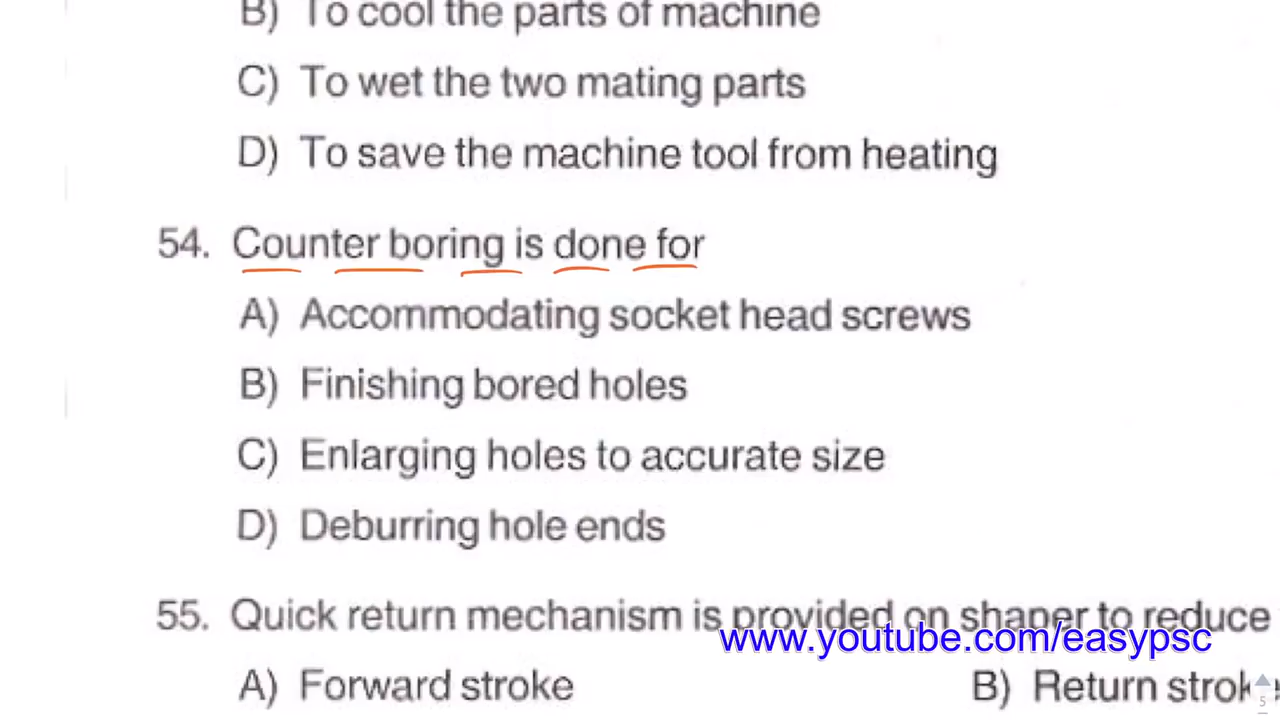 B) To cool the parts of machine
C) To wet the two mating parts
D) To save the machine tool from heating
54. Counter boring is done for
A) Accommodating socket head screws
B) Finishing bored holes
C) Enlarging holes to accurate size
D) Deburring hole ends
55. Quick return mechanism is provided on shaper to reduce
www.youtube.com/easypsc
A) Forward stroke B) Return stroke
5